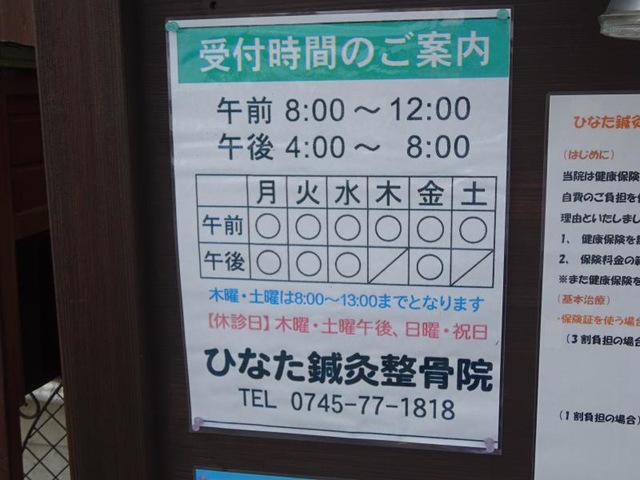 受付時間のご案内
午前 8:00～12:00
午後 4:00～ 8:00
月 火 水 木 金 土
午前 ○ ○ ○ ○ ○ ○
午後 ○ ○ ○ ／ ○ ／
木曜・土曜は8:00～13:00までとなります
【休診日】木曜・土曜午後、日曜・祝日
ひなた鍼灸整骨院
TEL 0745-77-1818
ひなた鍼灸
(はじめに)
当院は健康保険
自費のご負担を
理由といたしまし
1、 健康保険を
2、 保険料金の
※また健康保険を
(基本治療)
・保険証を使う場合
(3割負担の場合)
(1割負担の場合)